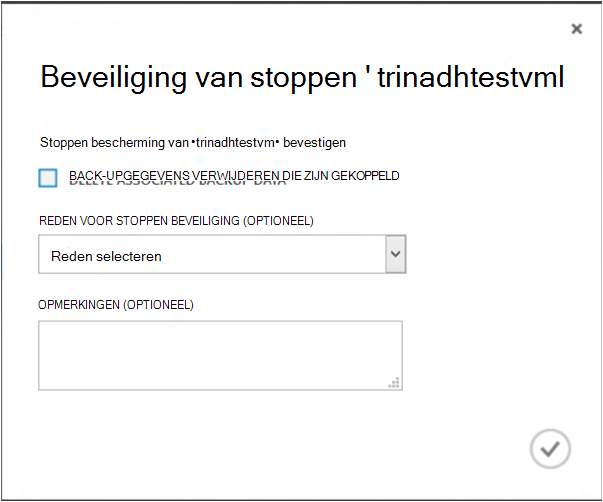 Beveiliging van stoppen ' trinadhtestvml
Stoppen bescherming van •trinadhtestvm• bevestigen
BACK-UPGEGEVENS VERWIJDEREN DIE ZIJN GEKOPPELD
DELETE ASSOCIATED BACKUP DATA
REDEN VOOR STOPPEN BEVEILIGING (OPTIONEEL)
Reden selecteren
OPMERKINGEN (OPTIONEEL)